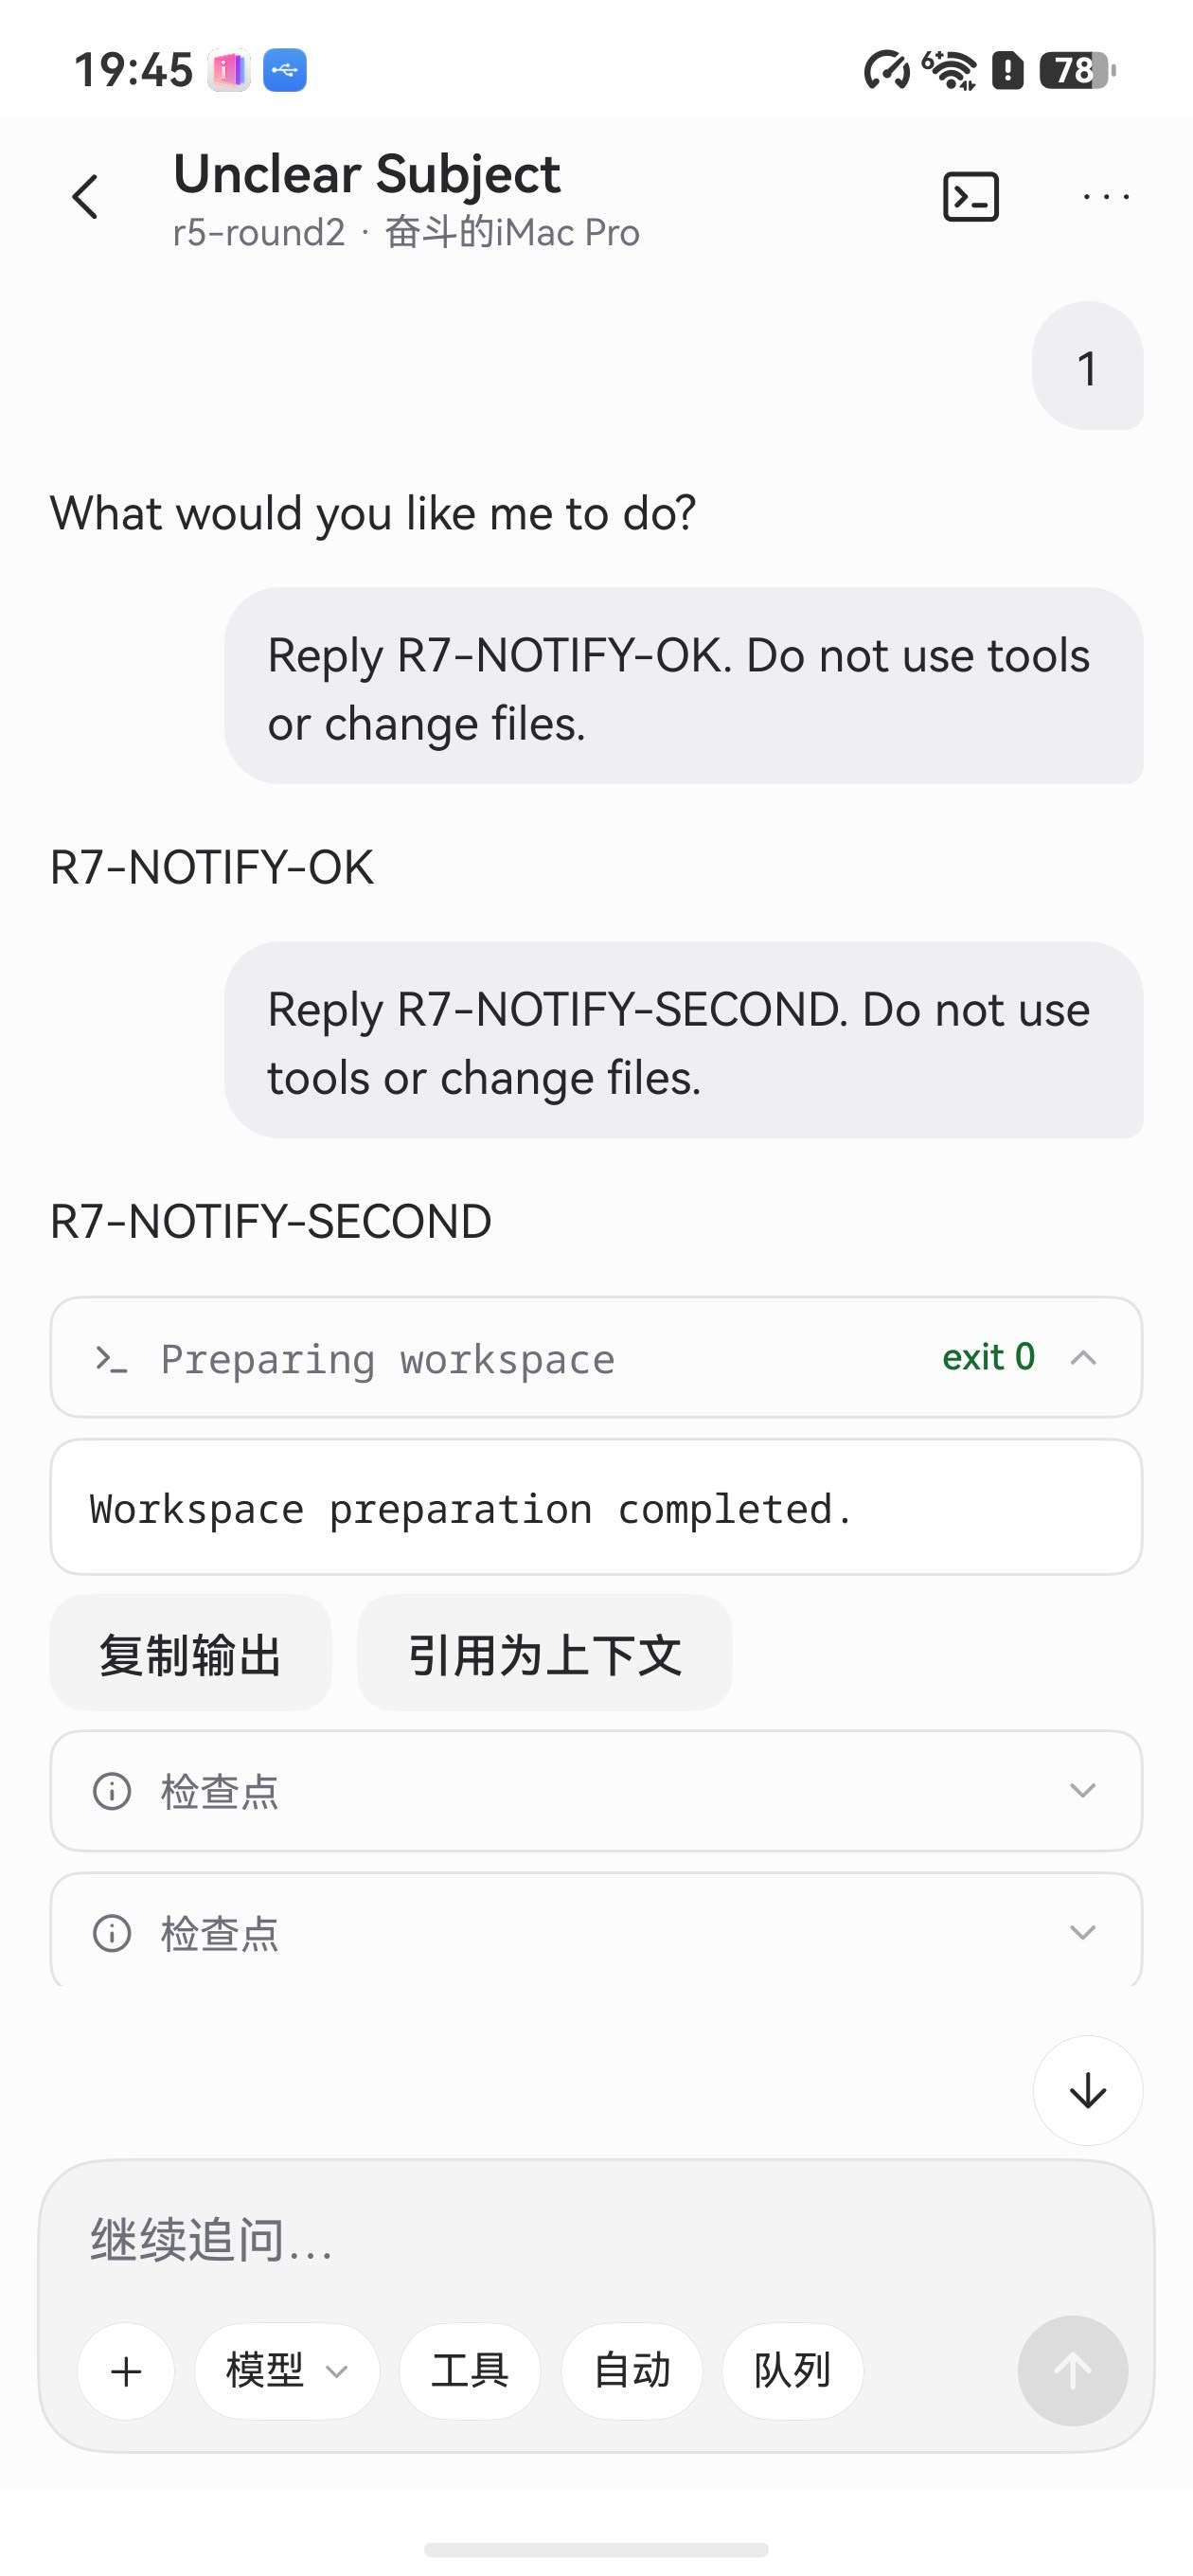 19:45
6+
78
Unclear Subject
r5-round2 · 奋斗的iMac Pro
1
What would you like me to do?
Reply R7-NOTIFY-OK. Do not use tools
or change files.
R7-NOTIFY-OK
Reply R7-NOTIFY-SECOND. Do not use
tools or change files.
R7-NOTIFY-SECOND
>_ Preparing workspace exit 0
Workspace preparation completed.
复制输出 引用为上下文
检查点
检查点
继续追问...
+ 模型 工具 自动 队列